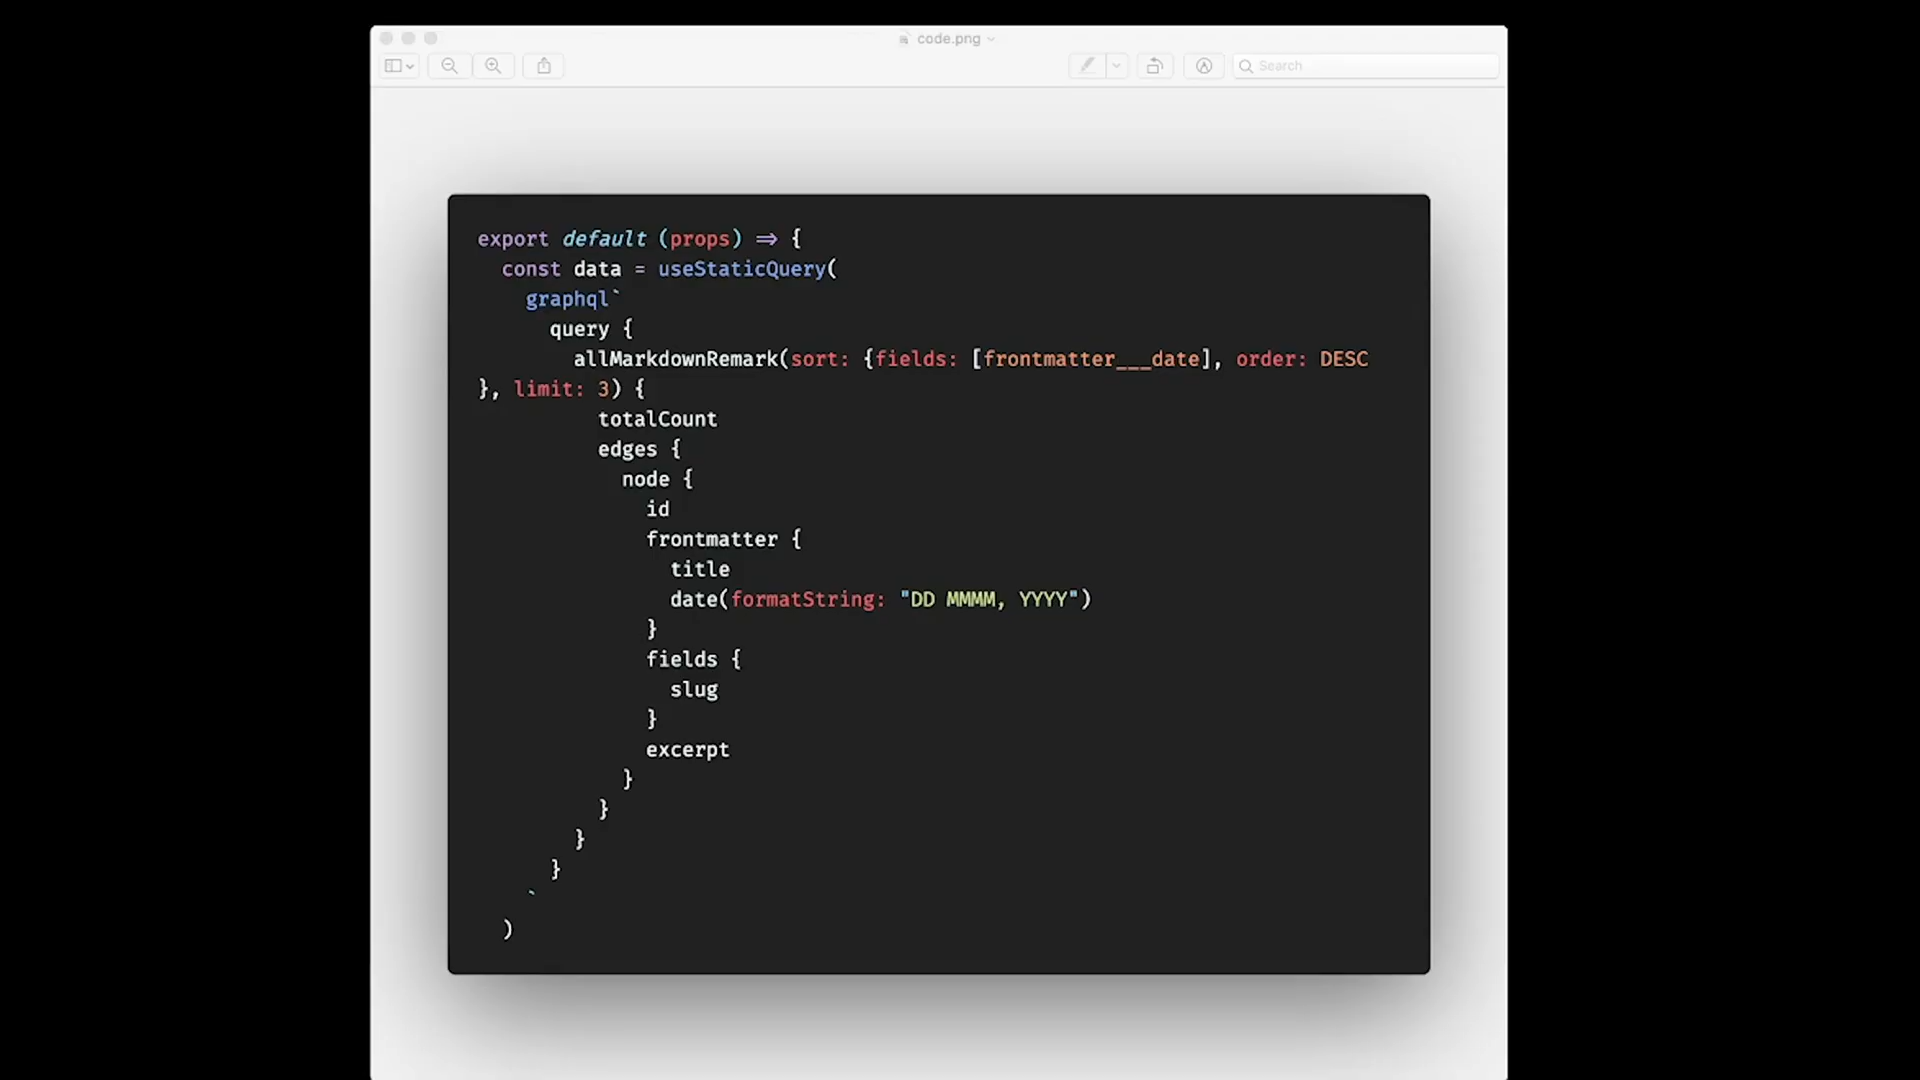 code.png
Search
export default (props) => {
  const data = useStaticQuery(
    graphql`
      query {
        allMarkdownRemark(sort: {fields: [frontmatter___date], order: DESC
}, limit: 3) {
          totalCount
          edges {
            node {
              id
              frontmatter {
                title
                date(formatString: "DD MMMM, YYYY")
              }
              fields {
                slug
              }
              excerpt
            }
          }
        }
      }
    `
  )